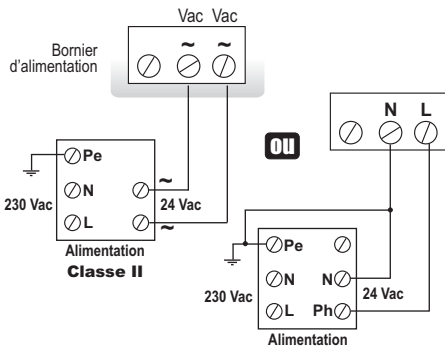 Vac Vac
~ ~
Bornier
d'alimentation
Pe
N
L
230 Vac
~
24 Vac
~
Alimentation
Classe II
ou
N L
Pe
N N
L Ph
230 Vac
24 Vac
Alimentation